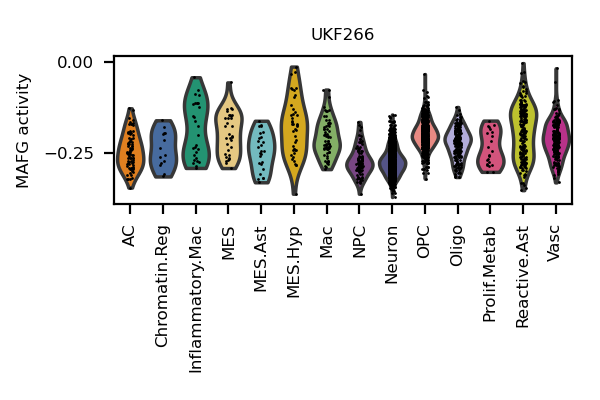 UKF266
MAFG activity
0.00
−0.25
AC
Chromatin.Reg
Inflammatory.Mac
MES
MES.Ast
MES.Hyp
Mac
NPC
Neuron
OPC
Oligo
Prolif.Metab
Reactive.Ast
Vasc